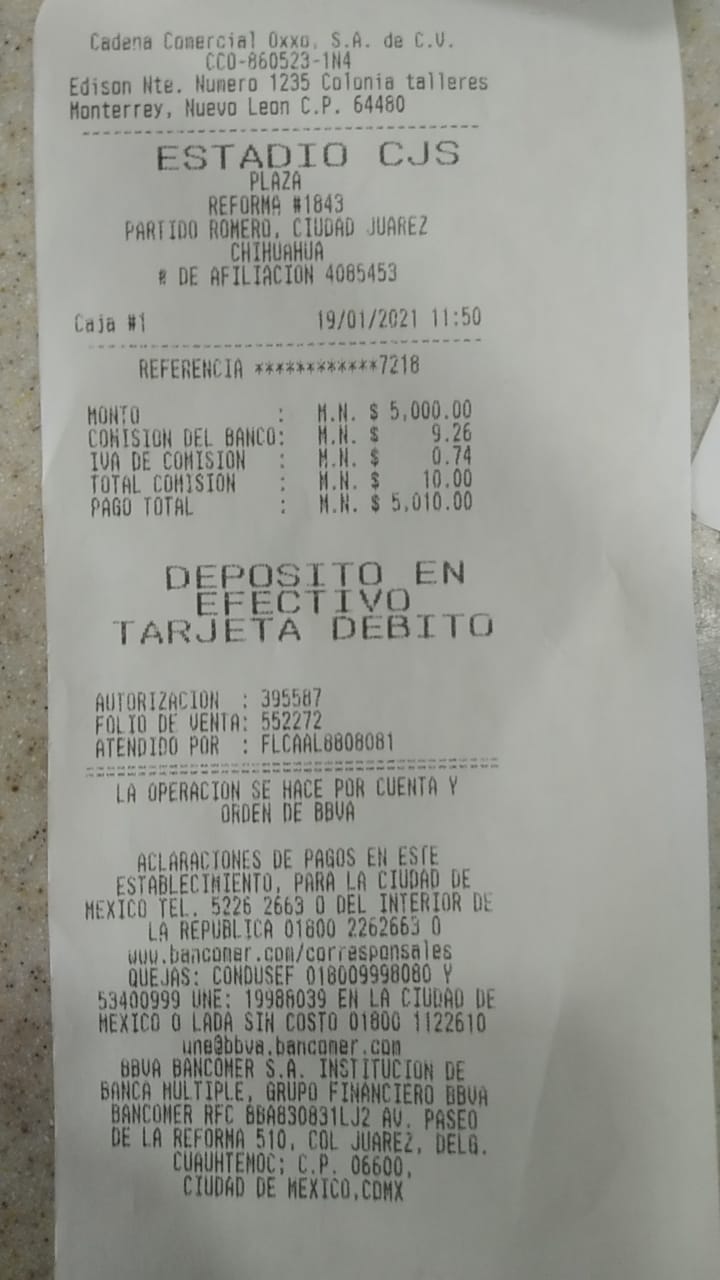 Cadena Comercial Oxxo, S.A. de C.V.
CCO-860523-1N4
Edison Nte. Numero 1235 Colonia talleres
Monterrey, Nuevo Leon C.P. 64480
ESTADIO CJS
PLAZA
REFORMA #1843
PARTIDO ROMERO, CIUDAD JUAREZ
CHIHUAHUA
# DE AFILIACION 4085453
Caja #1 19/01/2021 11:50
REFERENCIA ************7218
MONTO : M.N. $ 5,000.00
COMISION DEL BANCO: M.N. $ 9.26
IVA DE COMISION : M.N. $ 0.74
TOTAL COMISION : M.N. $ 10.00
PAGO TOTAL : M.N. $ 5,010.00
DEPOSITO EN
EFECTIVO
TARJETA DEBITO
AUTORIZACION : 395587
FOLIO DE VENTA: 552272
ATENDIDO POR : FLCAAL8808081
LA OPERACION SE HACE POR CUENTA Y
ORDEN DE BBVA
ACLARACIONES DE PAGOS EN ESTE
ESTABLECIMIENTO, PARA LA CIUDAD DE
MEXICO TEL. 5226 2663 O DEL INTERIOR DE
LA REPUBLICA 01800 2262663 O
www.bancomer.com/corresponsales
QUEJAS: CONDUSEF 018009998080 Y
53400999 UNE: 19986039 EN LA CIUDAD DE
MEXICO O LADA SIN COSTO 01800 1122610
une@bbva.bancomer.com
BBVA BANCOMER S.A. INSTITUCION DE
BANCA MULTIPLE, GRUPO FINANCIERO BBVA
BANCOMER RFC BBA830831LJ2 AV. PASEO
DE LA REFORMA 510, COL JUAREZ, DELG.
CUAUHTEMOC; C.P. 06600,
CIUDAD DE MEXICO,CDMX